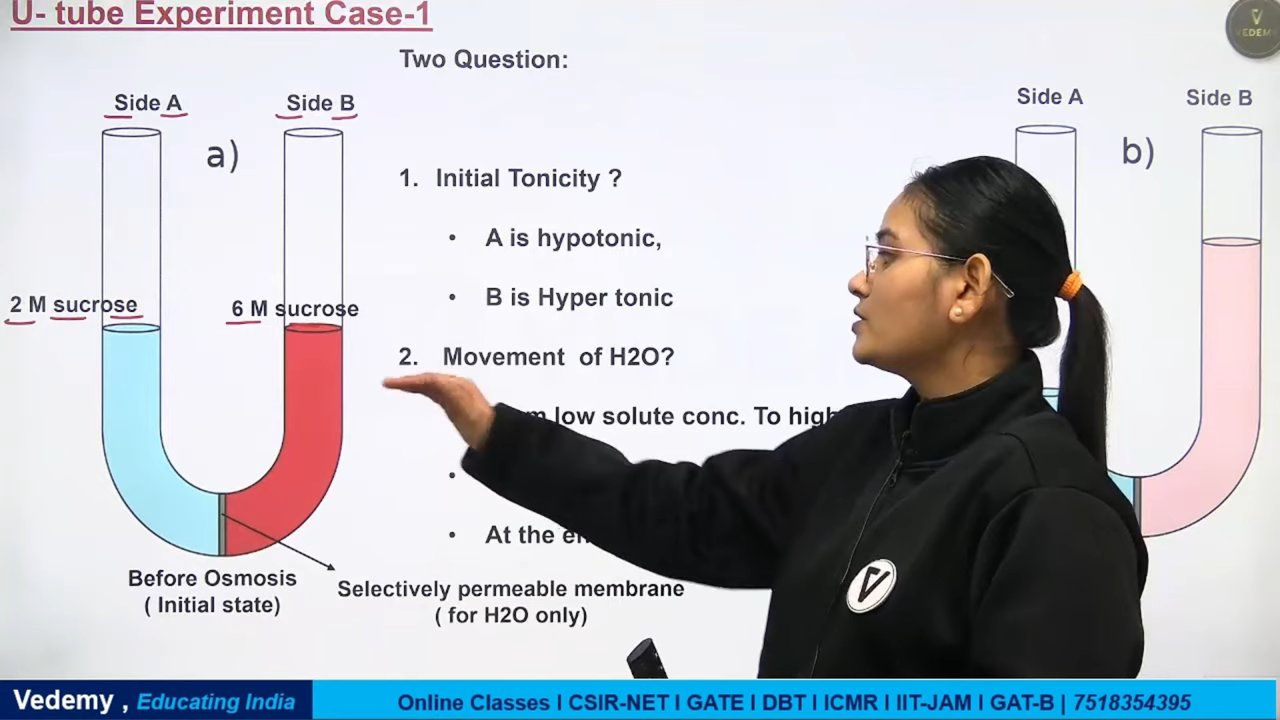 U- tube Experiment Case-1
Two Question:
Side A
Side B
a)
2 M sucrose
6 M sucrose
1. Initial Tonicity ?
• A is hypotonic,
• B is Hyper tonic
2. Movement of H2O?
low solute conc. To high
•
• At the
Before Osmosis
( Initial state)
Selectively permeable membrane
( for H2O only)
Side A
Side B
b)
VEDEMY
Vedemy , Educating India
Online Classes I CSIR-NET I GATE I DBT I ICMR I IIT-JAM I GAT-B | 7518354395